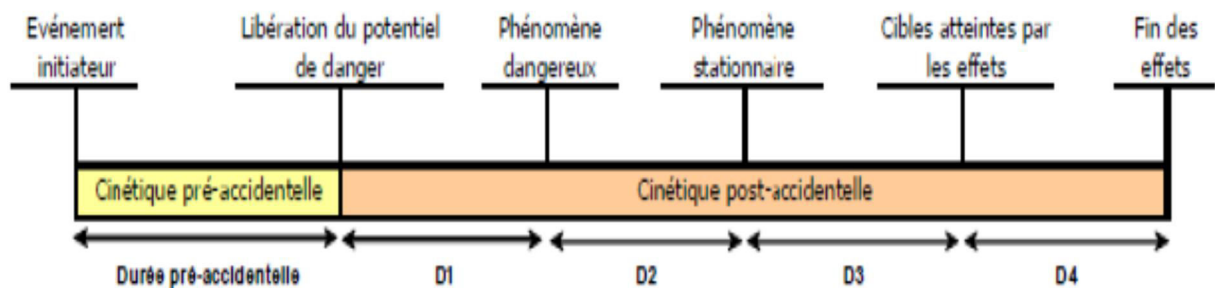 Evénement
initiateur
Libération du potentiel
de danger
Phénomène
dangereux
Phénomène
stationnaire
Cibles atteintes par
les effets
Fin des
effets
Cinétique pré-accidentelle
Cinétique post-accidentelle
Durée pré-accidentelle
D1
D2
D3
D4